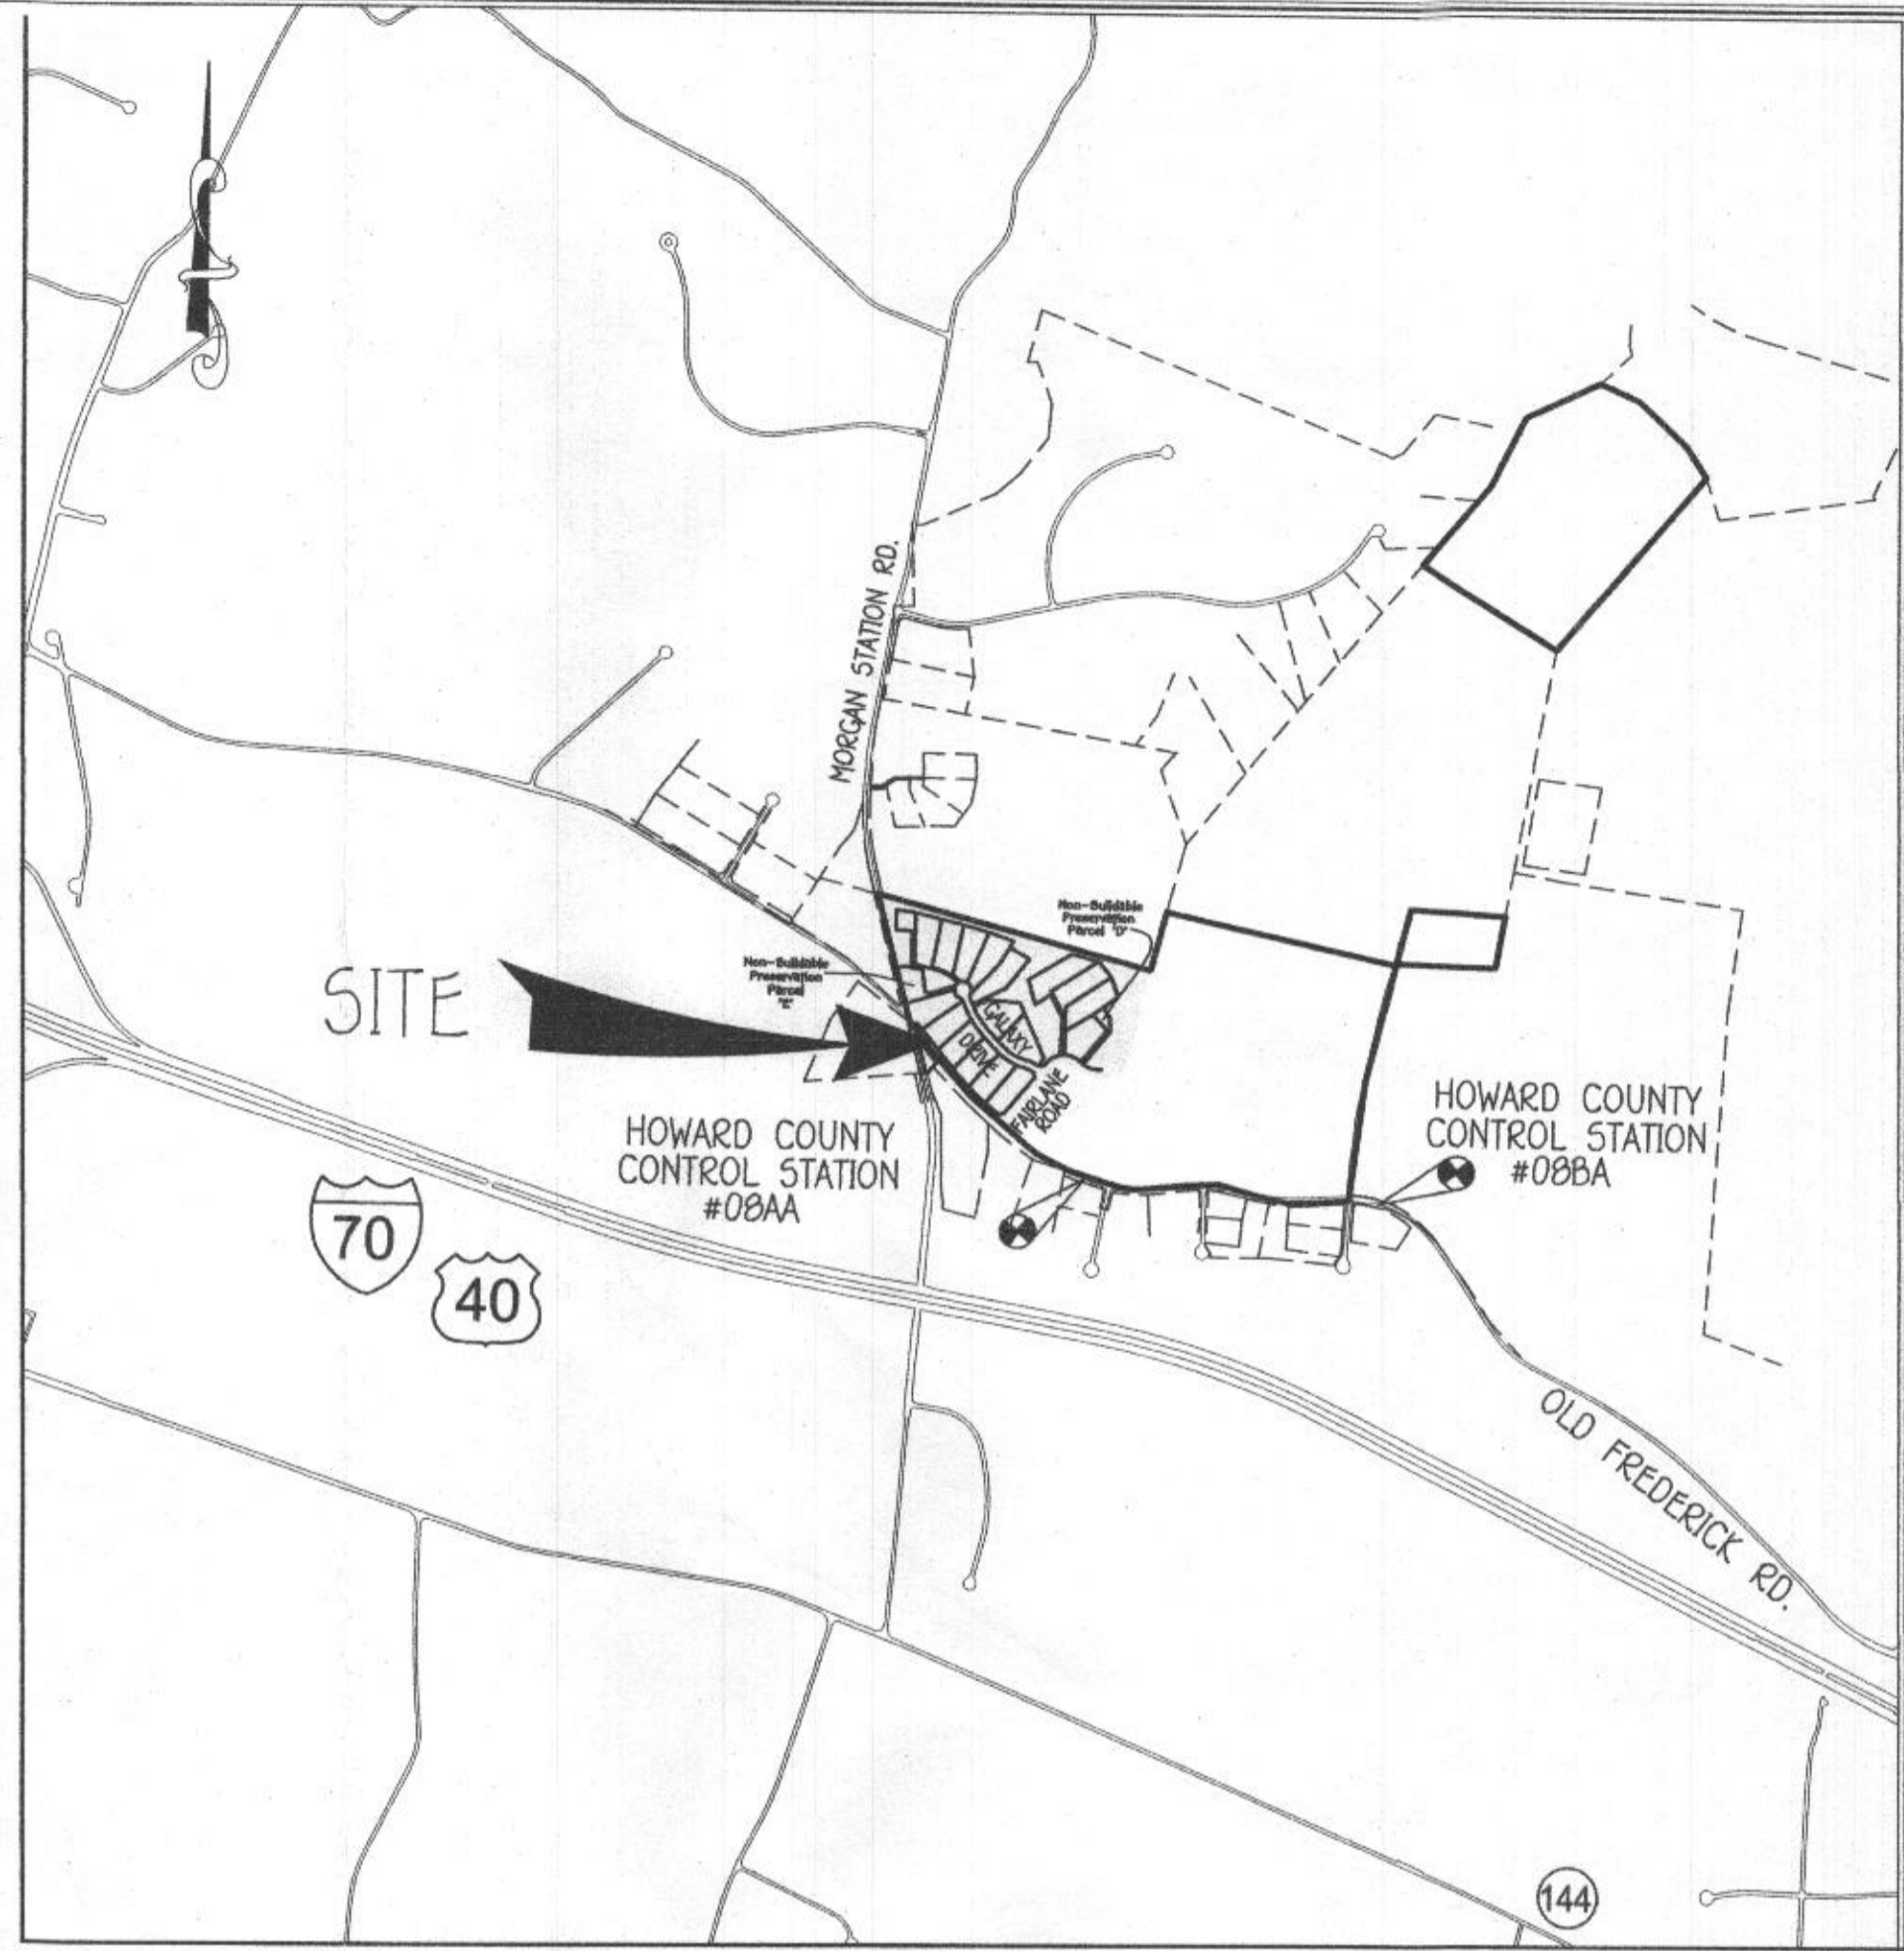 MORGAN STATION RD.
Non-Buildable
Preservation
Parcel "D"
Non-Buildable
Preservation
Parcel
SITE
GALAXY
DRIVE
FAIRLANE
ROAD
HOWARD COUNTY
CONTROL STATION
#08BA
HOWARD COUNTY
CONTROL STATION
#08AA
70
40
OLD FREDERICK RD.
144